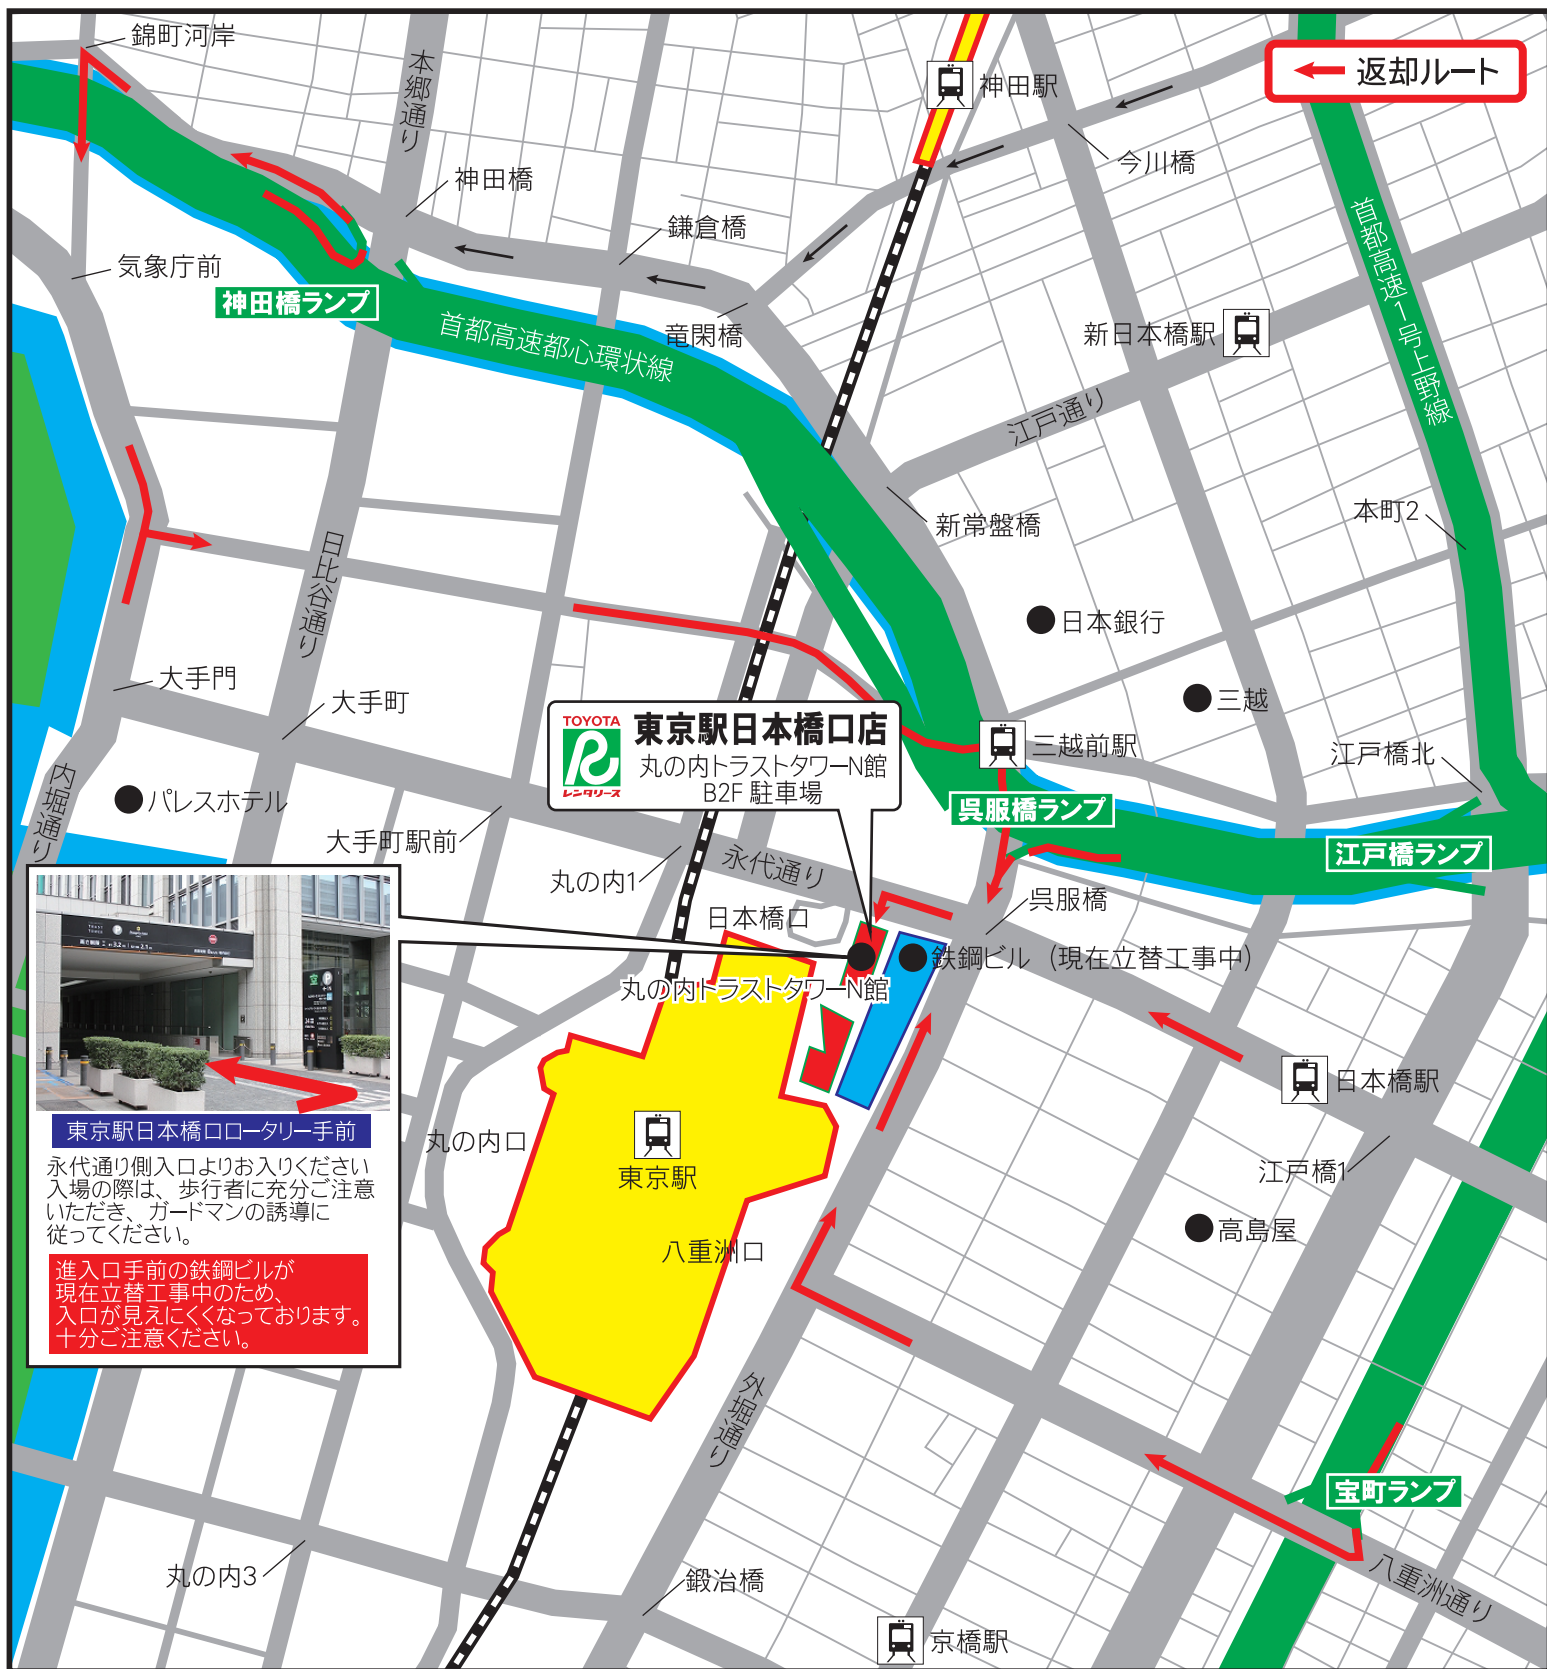 錦町河岸
本郷通り
神田駅
返却ルート
今川橋
神田橋
鎌倉橋
気象庁前
神田橋ランプ
首都高速都心環状線
竜閑橋
新日本橋駅
首都高速1号上野線
江戸通り
本町2
新常盤橋
日比谷通り
日本銀行
大手門
大手町
三越
TOYOTA
レンタリース
東京駅日本橋口店
丸の内トラストタワーN館
B2F 駐車場
三越前駅
江戸橋北
内堀通り
パレスホテル
呉服橋ランプ
大手町駅前
江戸橋ランプ
永代通り
丸の内1
呉服橋
日本橋口
鉄鋼ビル (現在立替工事中)
丸の内トラストタワーN館
日本橋駅
東京駅日本橋口ロータリー手前
永代通り側入口よりお入りください
入場の際は、歩行者に充分ご注意
いただき、ガードマンの誘導に
従ってください。
進入口手前の鉄鋼ビルが
現在立替工事中のため、
入口が見えにくくなっております。
十分ご注意ください。
丸の内口
東京駅
江戸橋1
高島屋
八重洲口
外堀通り
宝町ランプ
八重洲通り
丸の内3
鍛冶橋
京橋駅